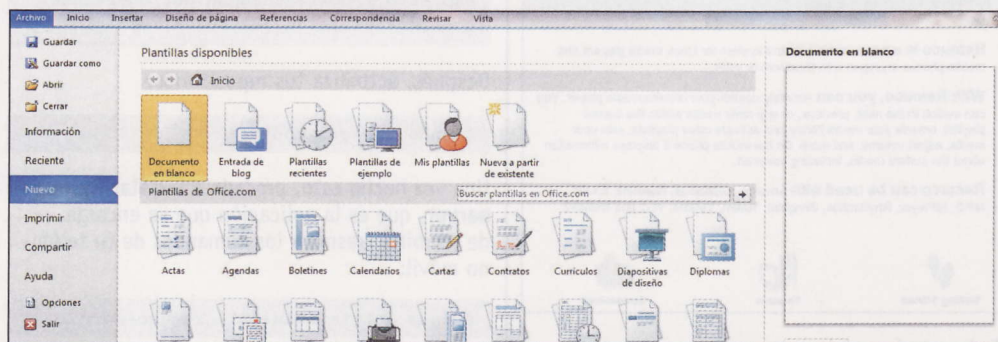 Archivo Inicio Insertar Diseño de página Referencias Correspondencia Revisar Vista
Guardar
Guardar como
Abrir
Cerrar
Información
Reciente
Nuevo
Imprimir
Compartir
Ayuda
Opciones
Salir
Plantillas disponibles
Inicio
Documento en blanco
Entrada de blog
Plantillas recientes
Plantillas de ejemplo
Mis plantillas
Nueva a partir de existente
Plantillas de Office.com
Buscar plantillas en Office.com
Actas Agendas Boletines Calendarios Cartas Contratos Currículos Diapositivas de diseño Diplomas
Documento en blanco